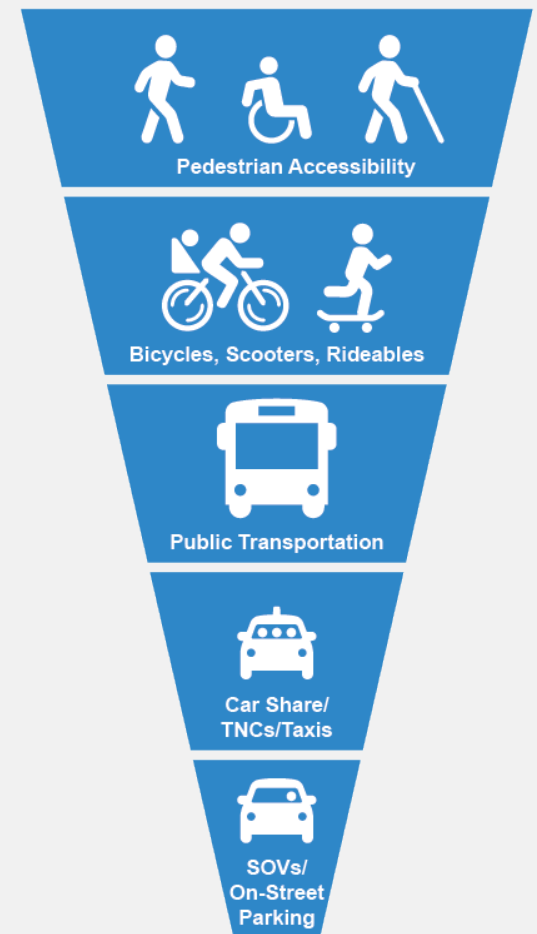 Pedestrian Accessibility
Bicycles, Scooters, Rideables
Public Transportation
Car Share/
TNCs/Taxis
SOVs/
On-Street
Parking